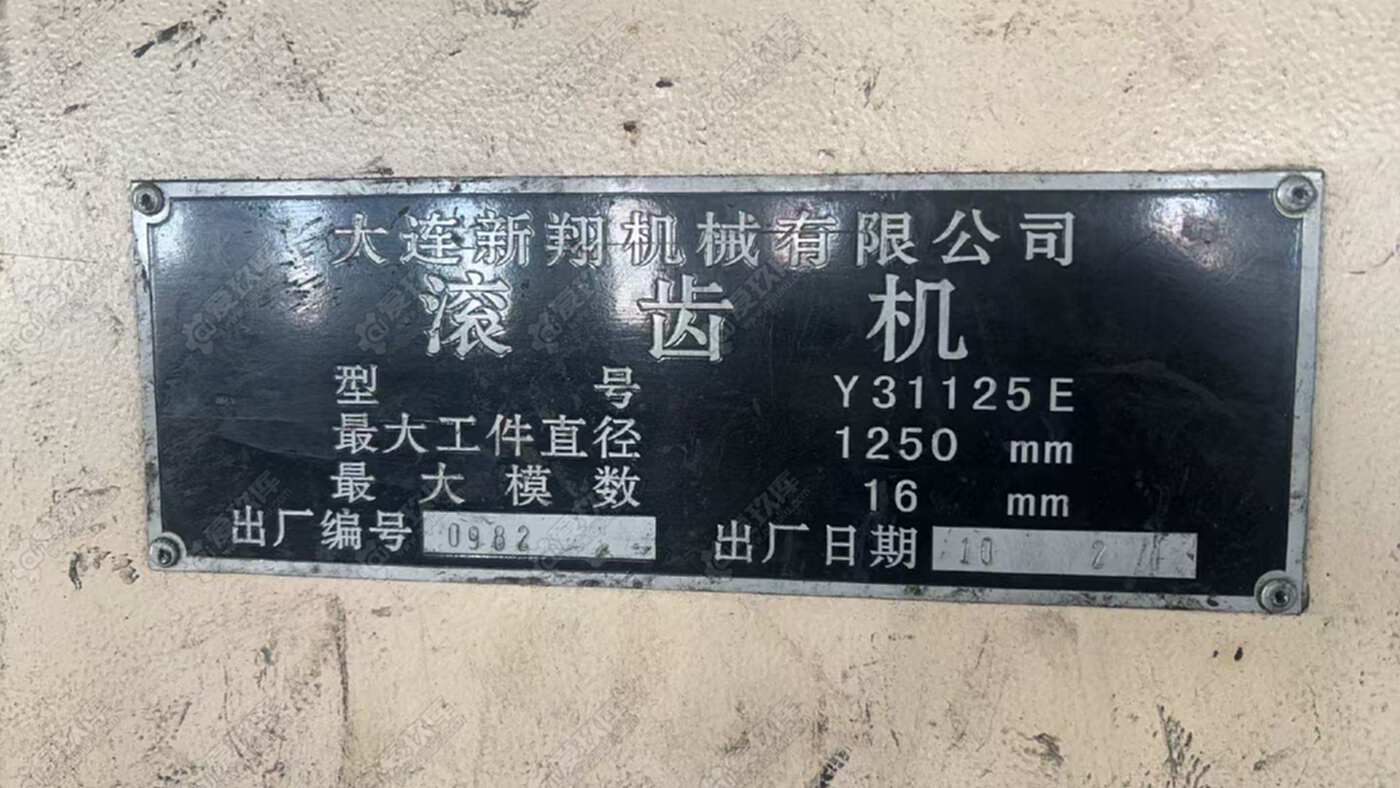 大连新翔机械有限公司
滚齿机
型号 Y31125E
最大工件直径 1250 mm
最大模数 16 mm
出厂编号 0982 出厂日期 10 2